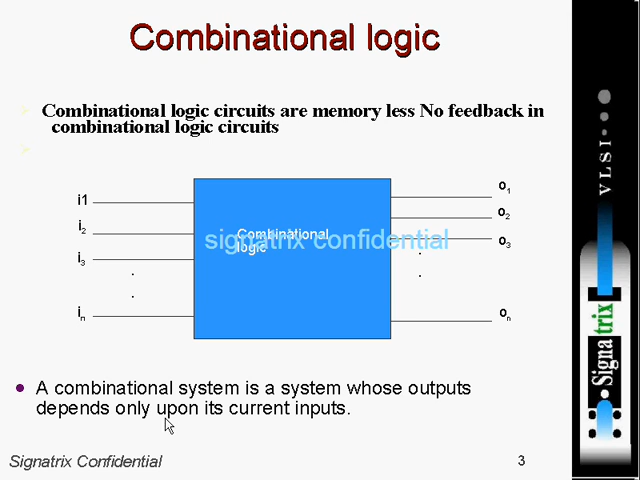 Combinational logic
Combinational logic circuits are memory less No feedback in
combinational logic circuits
i1
i2
i3
.
.
in
Combinational
logic
signatrix confidential
o1
o2
o3
.
.
on
A combinational system is a system whose outputs
depends only upon its current inputs.
Signatrix Confidential
3
VLSI
Signatrix